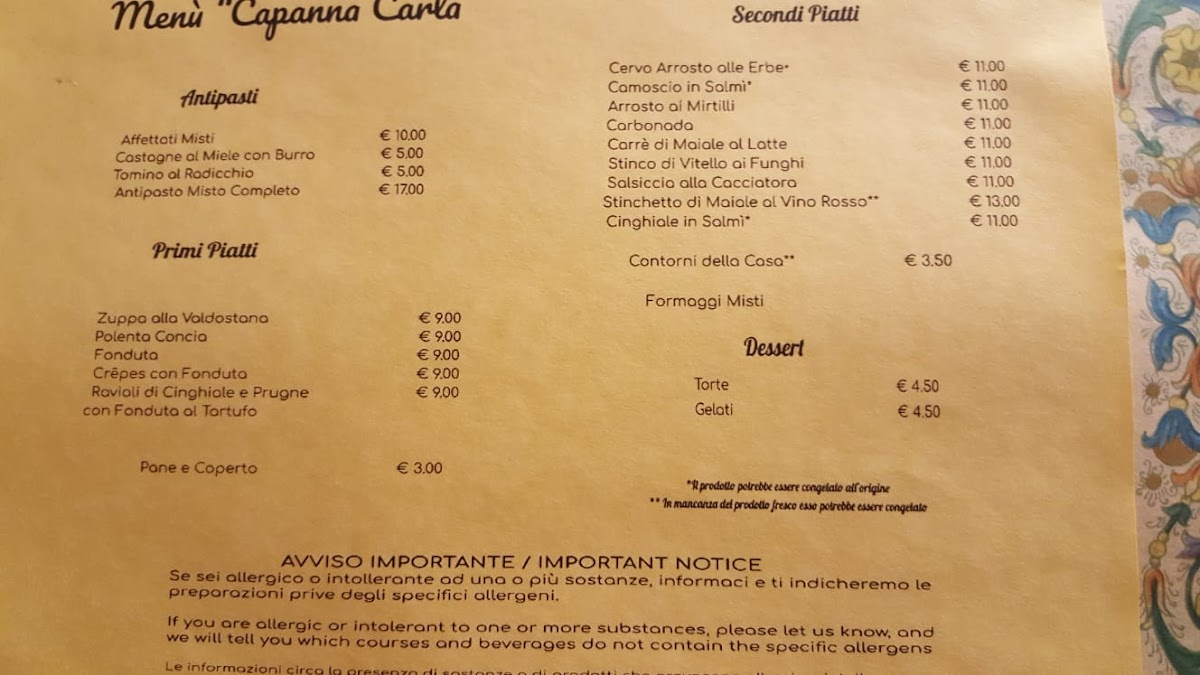 Menù "Capanna Carla
Antipasti
Affettati Misti € 10.00
Castagne al Miele con Burro € 5.00
Tomino al Radicchio € 5.00
Antipasto Misto Completo € 17.00
Primi Piatti
Zuppa alla Valdostana € 9.00
Polenta Concia € 9.00
Fonduta € 9.00
Crêpes con Fonduta € 9.00
Ravioli di Cinghiale e Prugne € 9.00
con Fonduta al Tartufo
Pane e Coperto € 3.00
Secondi Piatti
Cervo Arrosto alle Erbe* € 11.00
Camoscio in Salmì* € 11.00
Arrosto ai Mirtilli € 11.00
Carbonada € 11.00
Carrè di Maiale al Latte € 11.00
Stinco di Vitello ai Funghi € 11.00
Salsiccia alla Cacciatora € 11.00
Stinchetto di Maiale al Vino Rosso** € 13.00
Cinghiale in Salmì* € 11.00
Contorni della Casa** € 3.50
Formaggi Misti
Dessert
Torte € 4.50
Gelati € 4.50
*Il prodotto potrebbe essere congelato all'origine
** In mancanza del prodotto fresco esso potrebbe essere congelato
AVVISO IMPORTANTE / IMPORTANT NOTICE
Se sei allergico o intollerante ad una o più sostanze, informaci e ti indicheremo le
preparazioni prive degli specifici allergeni.
If you are allergic or intolerant to one or more substances, please let us know, and
we will tell you which courses and beverages do not contain the specific allergens
Le informazioni circa la presenza di sostanze o di prodotti che